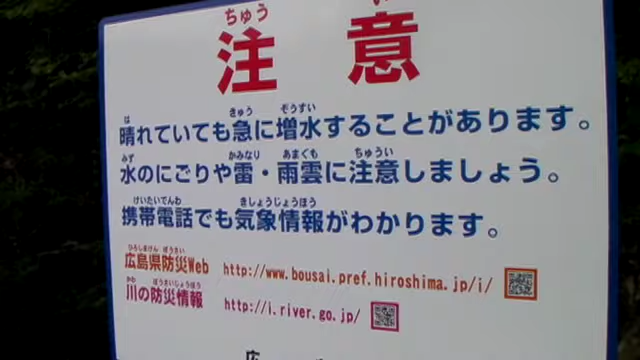 注意
晴れていても急に増水することがあります。
水のにごりや雷・雨雲に注意しましょう。
携帯電話でも気象情報がわかります。
広島県防災Web http://www.bousai.pref.hiroshima.jp/i/
川の防災情報 http://i.river.go.jp/
広